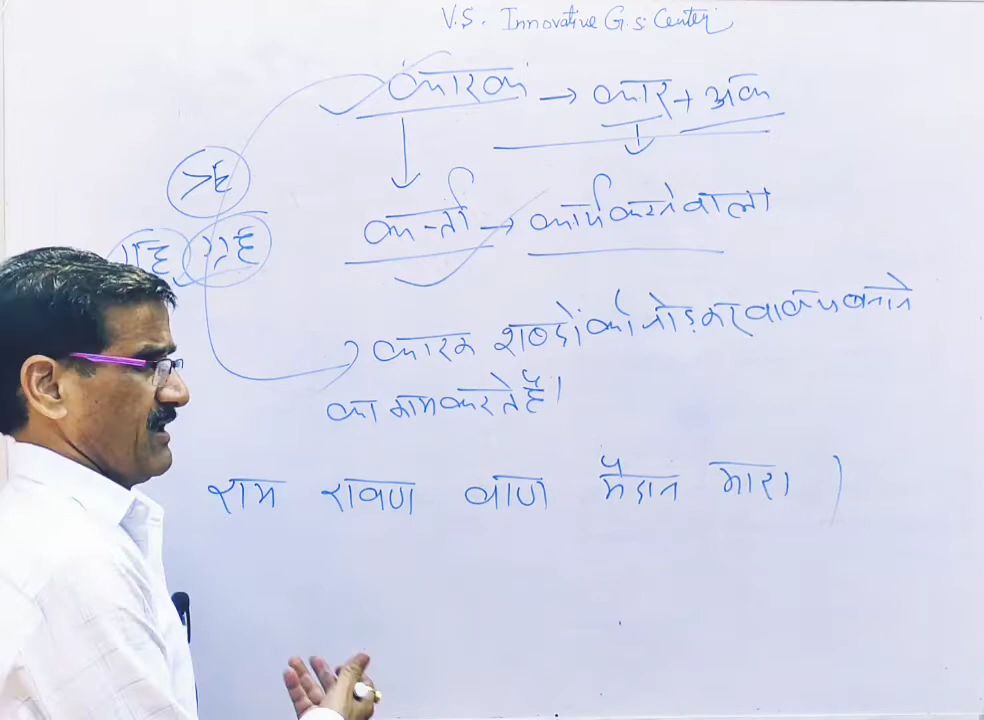 V.S. Innovative G.S. Center
कारक → कार + अक
कर्ता → कार्य करने वाला
कारक शब्दों को जोड़कर वाक्य बनाने
का काम करते हैं।
राम रावण बाण मैदान मारा।